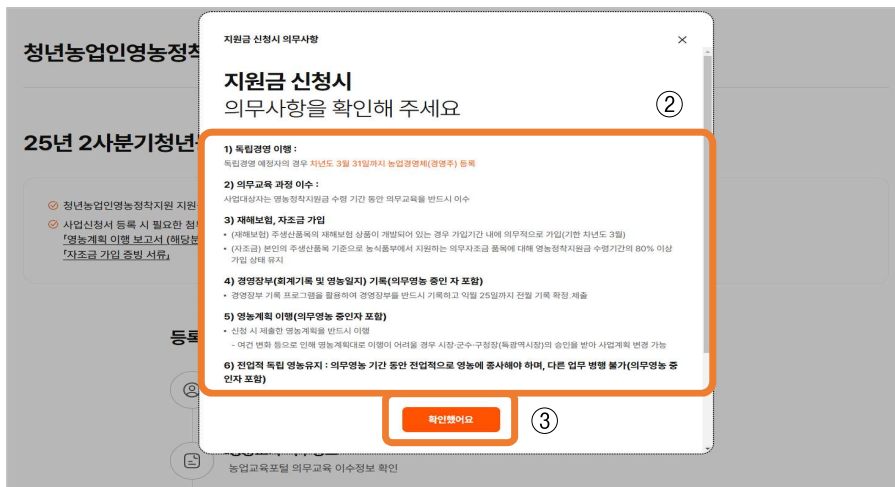 청년농업인영농정착
25년 2사분기청년
청년농업인영농정착지원 지원
사업신청서 등록 시 필요한 첨
「영농계획 이행 보고서 (해당분
「자조금 가입 증빙 서류」
등록
농업교육포털 의무교육 이수정보 확인
지원금 신청시 의무사항
지원금 신청시
의무사항을 확인해 주세요
②
1) 독립경영 이행 :
독립경영 예정자의 경우 차년도 3월 31일까지 농업경영체(경영주) 등록
2) 의무교육 과정 이수 :
사업대상자는 영농정착지원금 수령 기간 동안 의무교육을 반드시 이수
3) 재해보험, 자조금 가입
• (재해보험) 주생산품목의 재해보험 상품이 개발되어 있는 경우 가입기간 내에 의무적으로 가입(기한 차년도 3월)
• (자조금) 본인의 주생산품목 기준으로 농식품부에서 지원하는 의무자조금 품목에 대해 영농정착지원금 수령기간의 80% 이상
가입 상태 유지
4) 경영장부(회계기록 및 영농일지) 기록(의무영농 중인 자 포함)
• 경영장부 기록 프로그램을 활용하여 경영장부를 반드시 기록하고 익월 25일까지 전월 기록 확정 제출
5) 영농계획 이행(의무영농 중인자 포함)
• 신청 시 제출한 영농계획을 반드시 이행
- 여건 변화 등으로 인해 영농계획대로 이행이 어려울 경우 시장·군수·구청장(특광역시장)의 승인을 받아 사업계획 변경 가능
6) 전업적 독립 영농유지 : 의무영농 기간 동안 전업적으로 영농에 종사해야 하며, 다른 업무 병행 불가(의무영농 중
인자 포함)
확인했어요
③